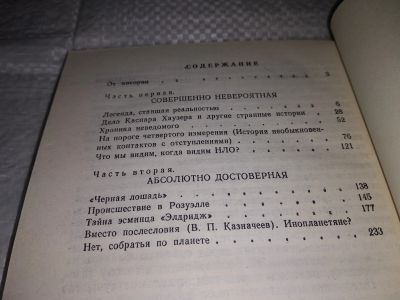 СОДЕРЖАНИЕ
От автора . . . . . . . . . . . 3
Часть первая.
СОВЕРШЕННО НЕВЕРОЯТНАЯ
Легенда, ставшая реальностью . . . . . . 6
Дело Каспара Хаузера и другие странные истории . 28
Хроника неведомого . . . . . . . . . 52
На пороге четвертого измерения (История необыкновен-
ных контактов с отступлениями) . . . . . 76
Что мы видим, когда видим НЛО? . . . . . 121
Часть вторая.
АБСОЛЮТНО ДОСТОВЕРНАЯ
«Черная лошадь» . . . . . . . . . . 138
Происшествие в Розуэлле . . . . . . . 145
Тайна эсминца «Элдридж» . . . . . . . 177
Вместо послесловия (В. П. Казначеев). Инопланетяне?
Нет, собратья по планете . . . . . . . 233